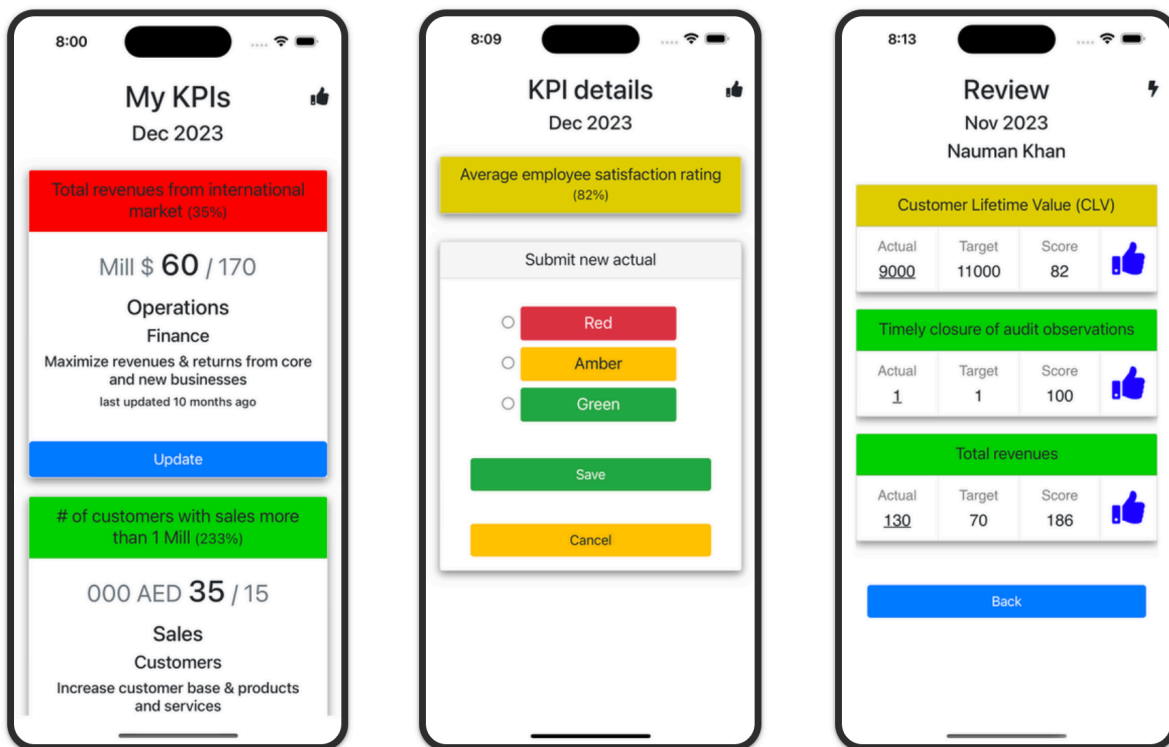 8:00
My KPIs
Dec 2023
Total revenues from international
market (35%)
Mill $ 60 / 170
Operations
Finance
Maximize revenues & returns from core
and new businesses
last updated 10 months ago
Update
# of customers with sales more
than 1 Mill (233%)
000 AED 35 / 15
Sales
Customers
Increase customer base & products
and services
8:09
KPI details
Dec 2023
Average employee satisfaction rating
(82%)
Submit new actual
Red
Amber
Green
Save
Cancel
8:13
Review
Nov 2023
Nauman Khan
Customer Lifetime Value (CLV)
Actual Target Score
9000 11000 82
Timely closure of audit observations
Actual Target Score
1 1 100
Total revenues
Actual Target Score
130 70 186
Back